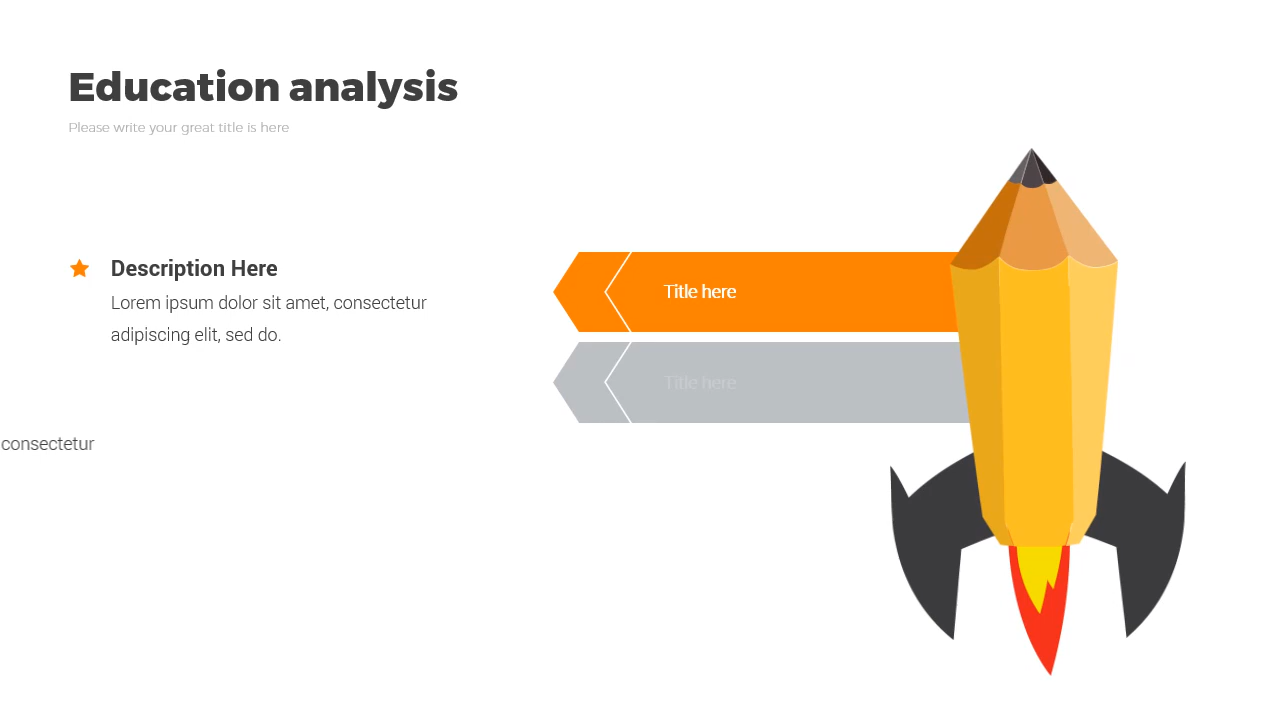 Education analysis
Please write your great title is here
Description Here
Lorem ipsum dolor sit amet, consectetur
adipiscing elit, sed do.
Title here
Title here
consectetur